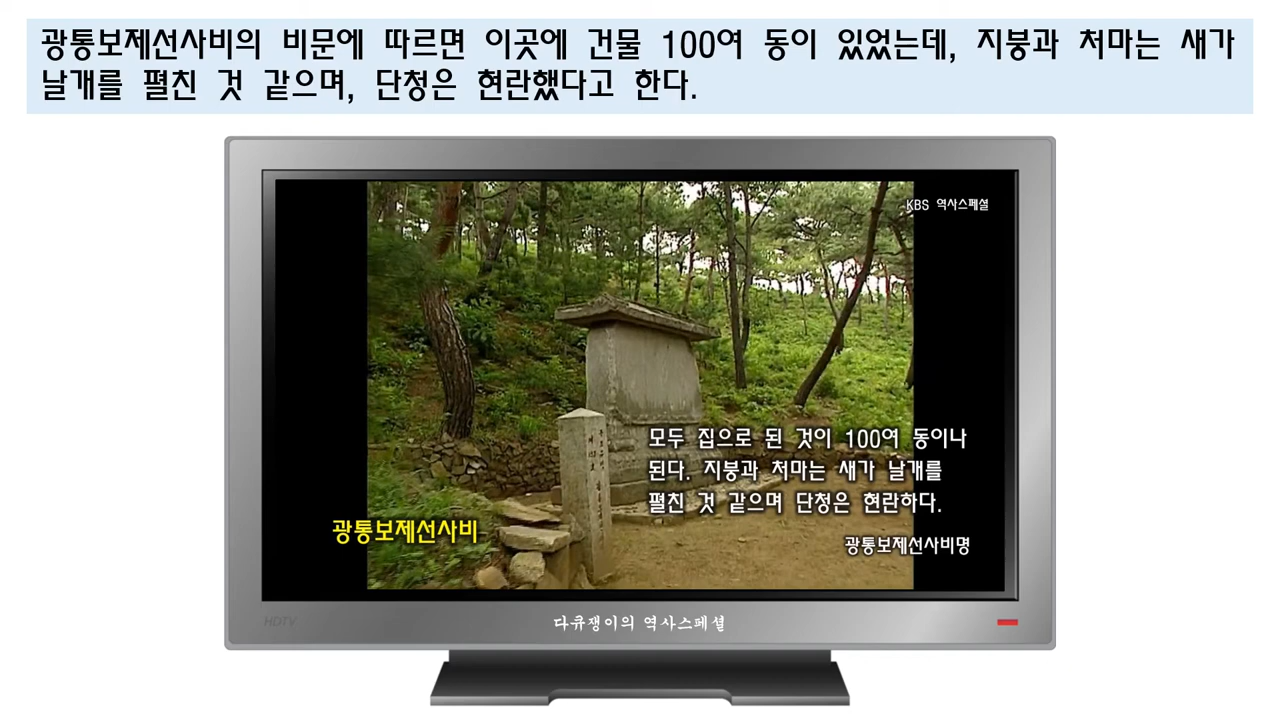 광통보제선사비의 비문에 따르면 이곳에 건물 100여 동이 있었는데, 지붕과 처마는 새가
날개를 펼친 것 같으며, 단청은 현란했다고 한다.
KBS 역사스페셜
모두 집으로 된 것이 100여 동이나
된다. 지붕과 처마는 새가 날개를
펼친 것 같으며 단청은 현란하다.
광통보제선사비
광통보제선사비명
HDTV
다큐쟁이의 역사스페셜